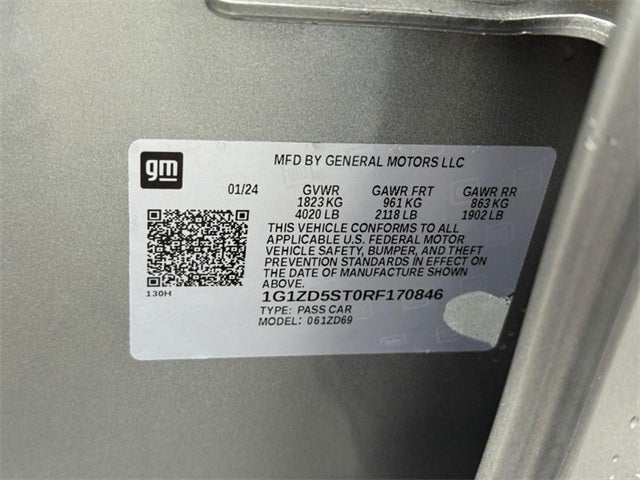 gm
MFD BY GENERAL MOTORS LLC
01/24 GVWR GAWR FRT GAWR RR
1823 KG 961 KG 863 KG
4020 LB 2118 LB 1902 LB
THIS VEHICLE CONFORMS TO ALL
APPLICABLE U.S. FEDERAL MOTOR
VEHICLE SAFETY, BUMPER, AND THEFT
PREVENTION STANDARDS IN EFFECT ON
THE DATE OF MANUFACTURE SHOWN
ABOVE.
130H
1G1ZD5ST0RF170846
TYPE: PASS CAR
MODEL: 061ZD69